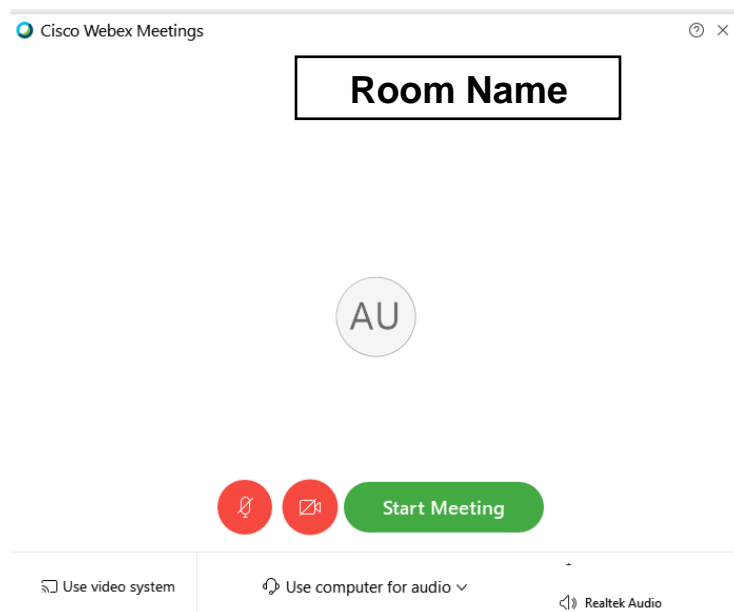 Cisco Webex Meetings
Room Name
AU
Start Meeting
Use video system
Use computer for audio
Realtek Audio